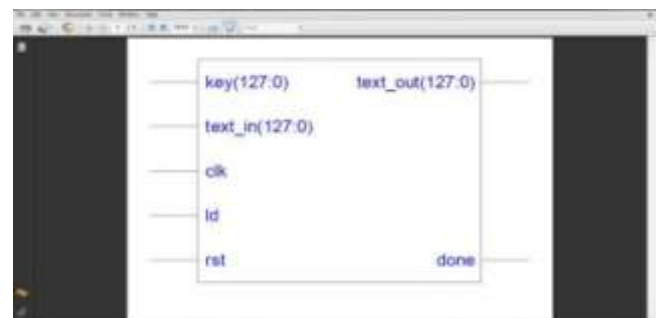 key(127:0) text_out(127:0)
text_in(127:0)
clk
ld
rst done